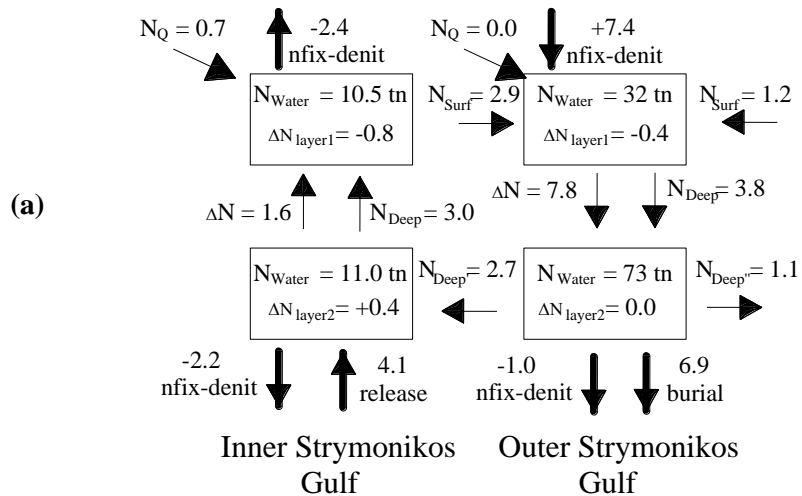 N_Q = 0.7
-2.4
nfix-denit
N_Q = 0.0
+7.4
nfix-denit
N_Water = 10.5 tn
ΔN_layer1 = -0.8
N_Surf = 2.9
N_Water = 32 tn
ΔN_layer1 = -0.4
N_Surf = 1.2
(a)
ΔN = 1.6
N_Deep = 3.0
ΔN = 7.8
N_Deep = 3.8
N_Water = 11.0 tn
ΔN_layer2 = +0.4
N_Deep = 2.7
N_Water = 73 tn
ΔN_layer2 = 0.0
N_Deep'' = 1.1
-2.2
nfix-denit
4.1
release
-1.0
nfix-denit
6.9
burial
Inner Strymonikos
Gulf
Outer Strymonikos
Gulf